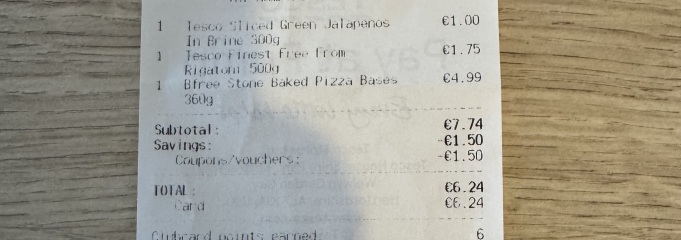 1 Tesco Sliced Green Jalapenos €1.00
In Brine 300g
1 Tesco Finest Free From €1.75
Rigatoni 500g
1 Bfree Stone Baked Pizza Bases €4.99
360g
Subtotal: €7.74
Savings: -€1.50
Coupons/vouchers: -€1.50
TOTAL: €6.24
Card €6.24
Clubcard points earned: 6